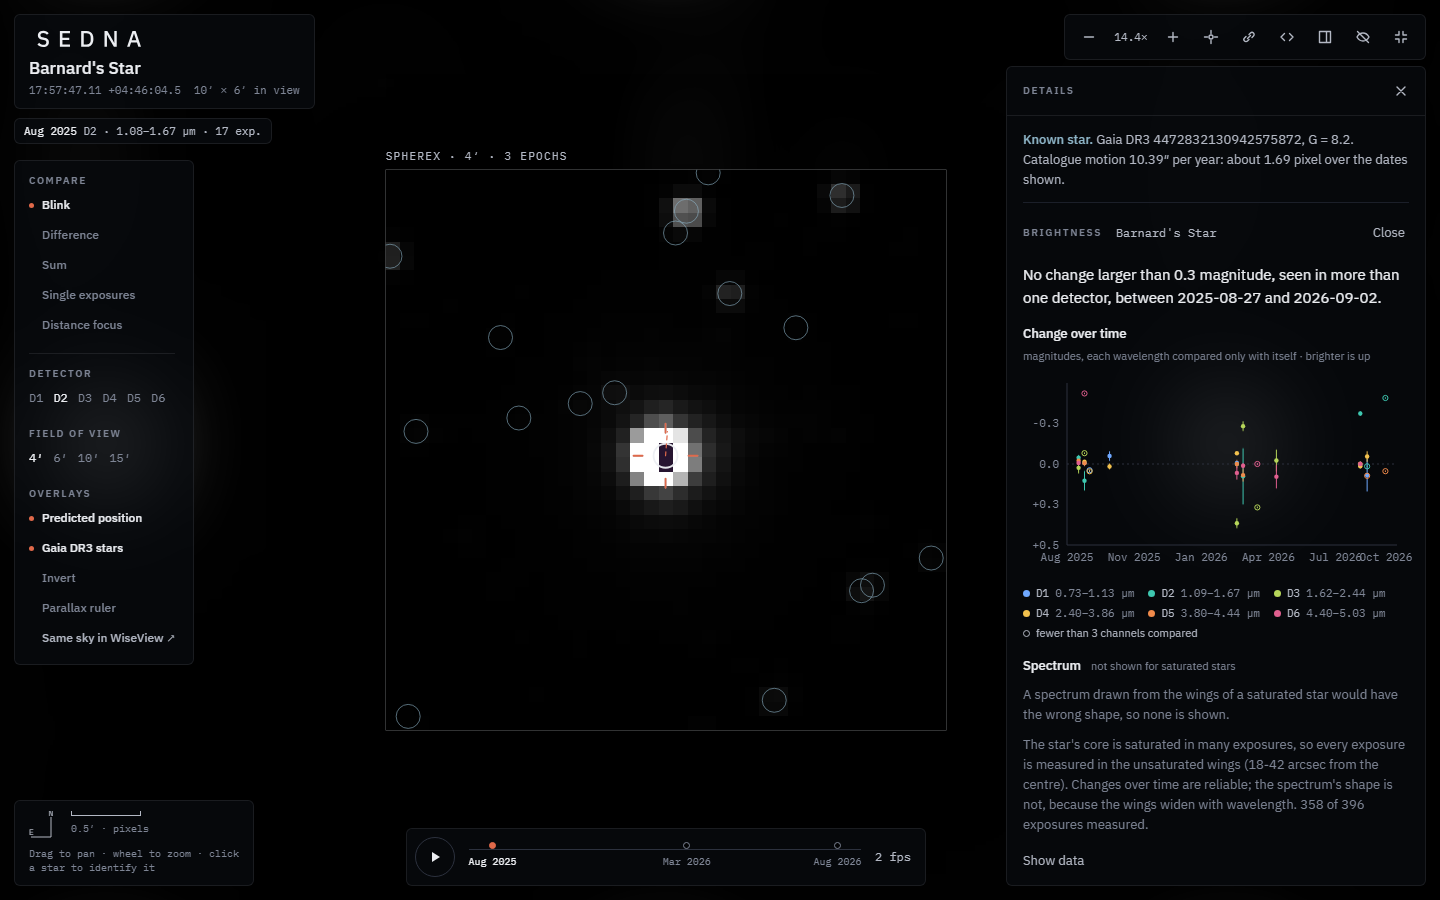 SEDNA
Barnard's Star
17:57:47.11 +04:46:04.5 10′ × 6′ in view
Aug 2025 D2 · 1.08–1.67 µm · 17 exp.
COMPARE
Blink
Difference
Sum
Single exposures
Distance focus
DETECTOR
D1 D2 D3 D4 D5 D6
FIELD OF VIEW
4′ 6′ 10′ 15′
OVERLAYS
Predicted position
Gaia DR3 stars
Invert
Parallax ruler
Same sky in WiseView ↗
N
E
0.5′ · pixels
Drag to pan · wheel to zoom · click
a star to identify it
SPHEREX · 4′ · 3 EPOCHS
Aug 2025 Mar 2026 Aug 2026 2 fps
14.4×
DETAILS
Known star. Gaia DR3 4472832130942575872, G = 8.2.
Catalogue motion 10.39″ per year: about 1.69 pixel over the dates
shown.
BRIGHTNESS Barnard's Star Close
No change larger than 0.3 magnitude, seen in more than
one detector, between 2025-08-27 and 2026-09-02.
Change over time
magnitudes, each wavelength compared only with itself · brighter is up
-0.3
0.0
+0.3
+0.5
Aug 2025 Nov 2025 Jan 2026 Apr 2026 Jul 2026 Oct 2026
D1 0.73–1.13 µm D2 1.09–1.67 µm D3 1.62–2.44 µm
D4 2.40–3.86 µm D5 3.80–4.44 µm D6 4.40–5.03 µm
fewer than 3 channels compared
Spectrum not shown for saturated stars
A spectrum drawn from the wings of a saturated star would have
the wrong shape, so none is shown.
The star's core is saturated in many exposures, so every exposure
is measured in the unsaturated wings (18-42 arcsec from the
centre). Changes over time are reliable; the spectrum's shape is
not, because the wings widen with wavelength. 358 of 396
exposures measured.
Show data